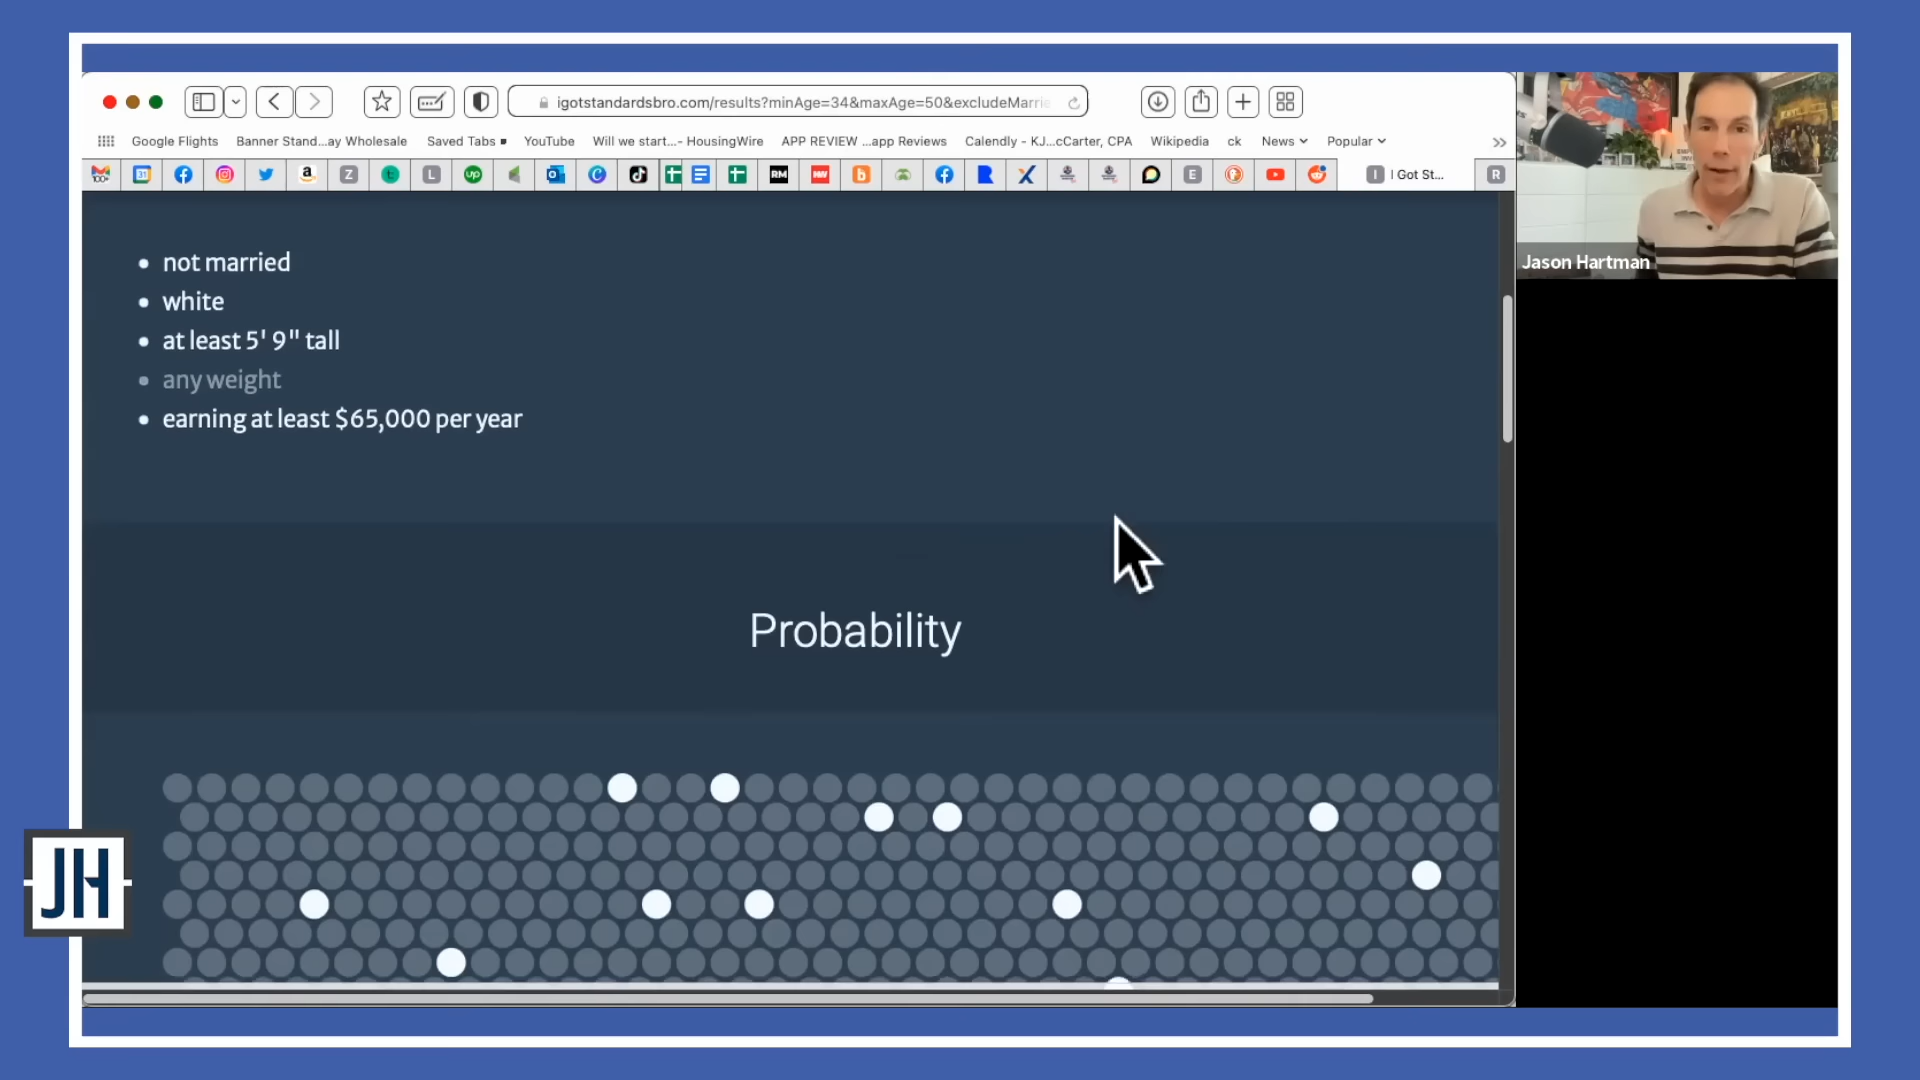 igotstandardsbro.com/results?minAge=34&maxAge=50&excludeMarri
Google Flights Banner Stand...ay Wholesale Saved Tabs YouTube Will we start...- HousingWire APP REVIEW ...app Reviews Calendly - KJ...cCarter, CPA Wikipedia ck News Popular
I Got St...
Jason Hartman
not married
white
at least 5' 9" tall
any weight
earning at least $65,000 per year
Probability
JH